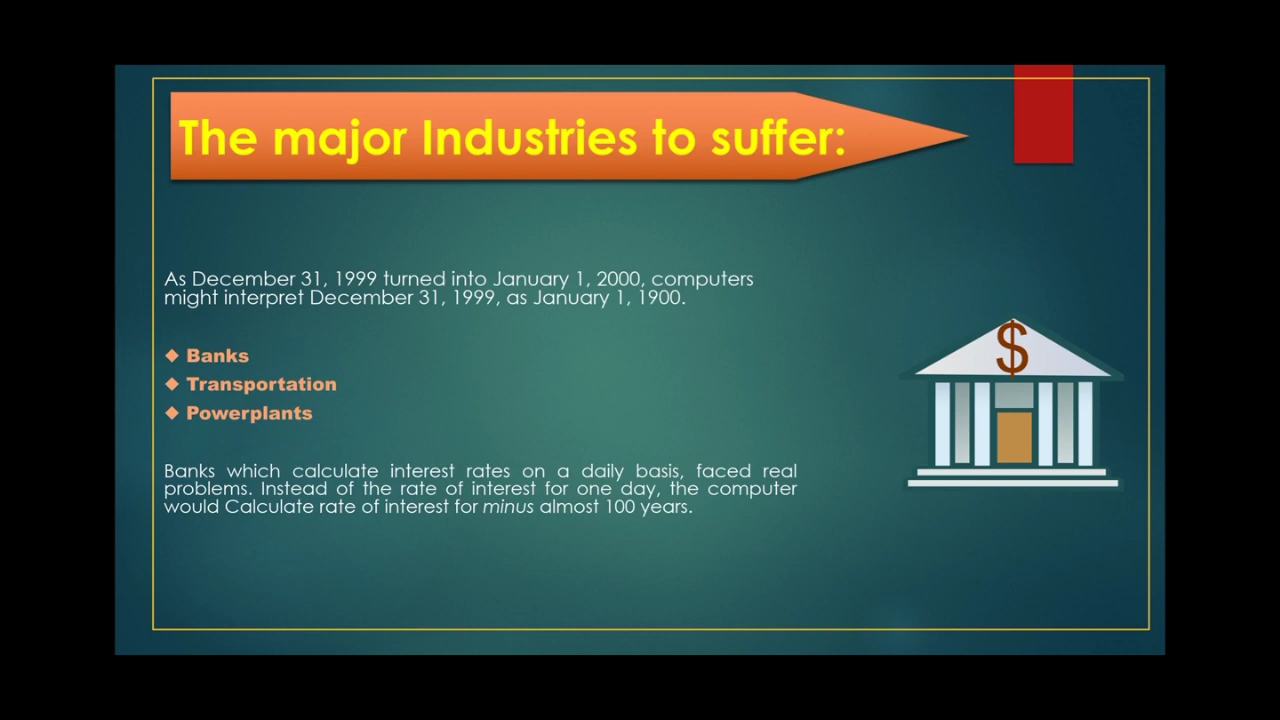 The major Industries to suffer:
As December 31, 1999 turned into January 1, 2000, computers
might interpret December 31, 1999, as January 1, 1900.
❖ Banks
❖ Transportation
❖ Powerplants
Banks which calculate interest rates on a daily basis, faced real
problems. Instead of the rate of interest for one day, the computer
would Calculate rate of interest for minus almost 100 years.
$